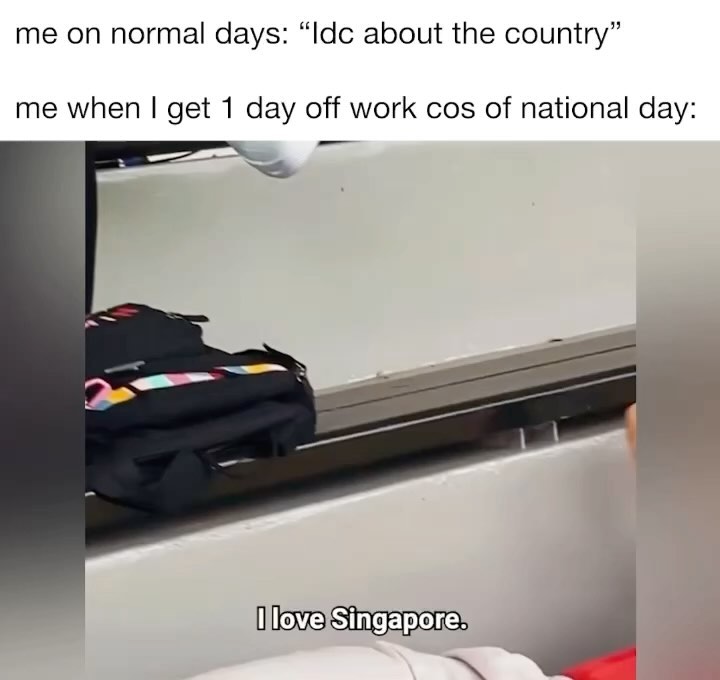 me on normal days: “Idc about the country”
me when I get 1 day off work cos of national day:
I love Singapore.